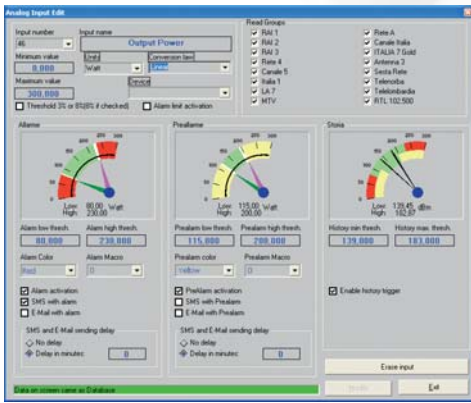 Analog Input Edit
Input number
46
Input name
Output Power
Minimum value
0,000
Units
Watt
Conversion law
Linear
Maximum value
300,000
Device
Threshold 3% or 8%(8% if checked)
Alarm limit activation
Read Groups
RAI 1
RAI 2
RAI 3
Rete 4
Canale 5
Italia 1
LA 7
MTV
Rete A
Canale Italia
ITALIA 7 Gold
Antenna 3
Sesta Rete
Telenorba
Telelombardia
RTL 102.500
Allarme
Low: 80,00 Watt
High: 230,00
Alarm low thresh.
Alarm high thresh.
80,000
230,000
Alarm Color
Alarm Macro
Red
0
Alarm activation
SMS with alarm
E-Mail with alarm
SMS and E-Mail sending delay
No delay
Delay in minutes
0
Preallarme
Low: 115,00 Watt
High: 200,00
Prealarm low thresh.
Prealarm high thresh.
115,000
200,000
Prealarm color
Prealarm Macro
Yellow
0
PreAlarm activation
SMS with Prealarm
E-Mail with Prealarm
SMS and E-Mail sending delay
No delay
Delay in minutes
0
Storia
Low: 139,45, dBm
High: 182,87
History min thresh.
History max. thresh.
139,000
183,000
Enable history trigger
Erase input
Modify
Exit
Data on screen same as Database